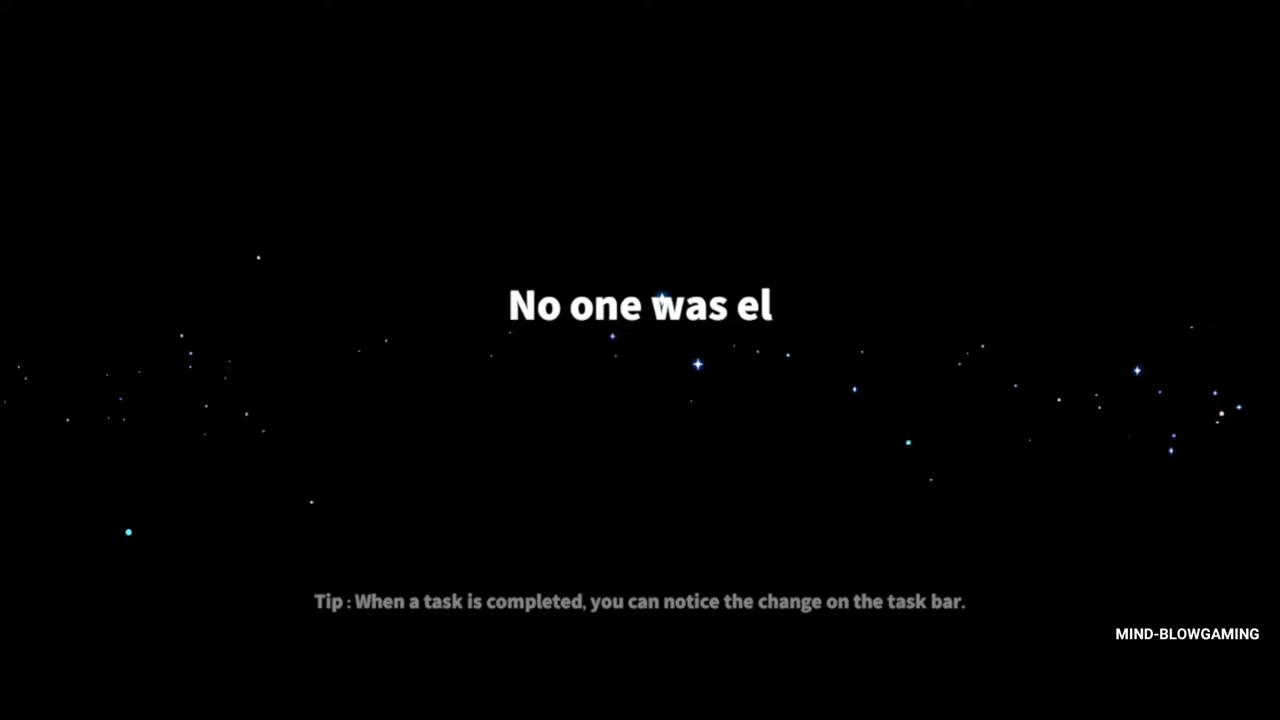 No one was el
Tip : When a task is completed, you can notice the change on the task bar.
MIND-BLOWGAMING